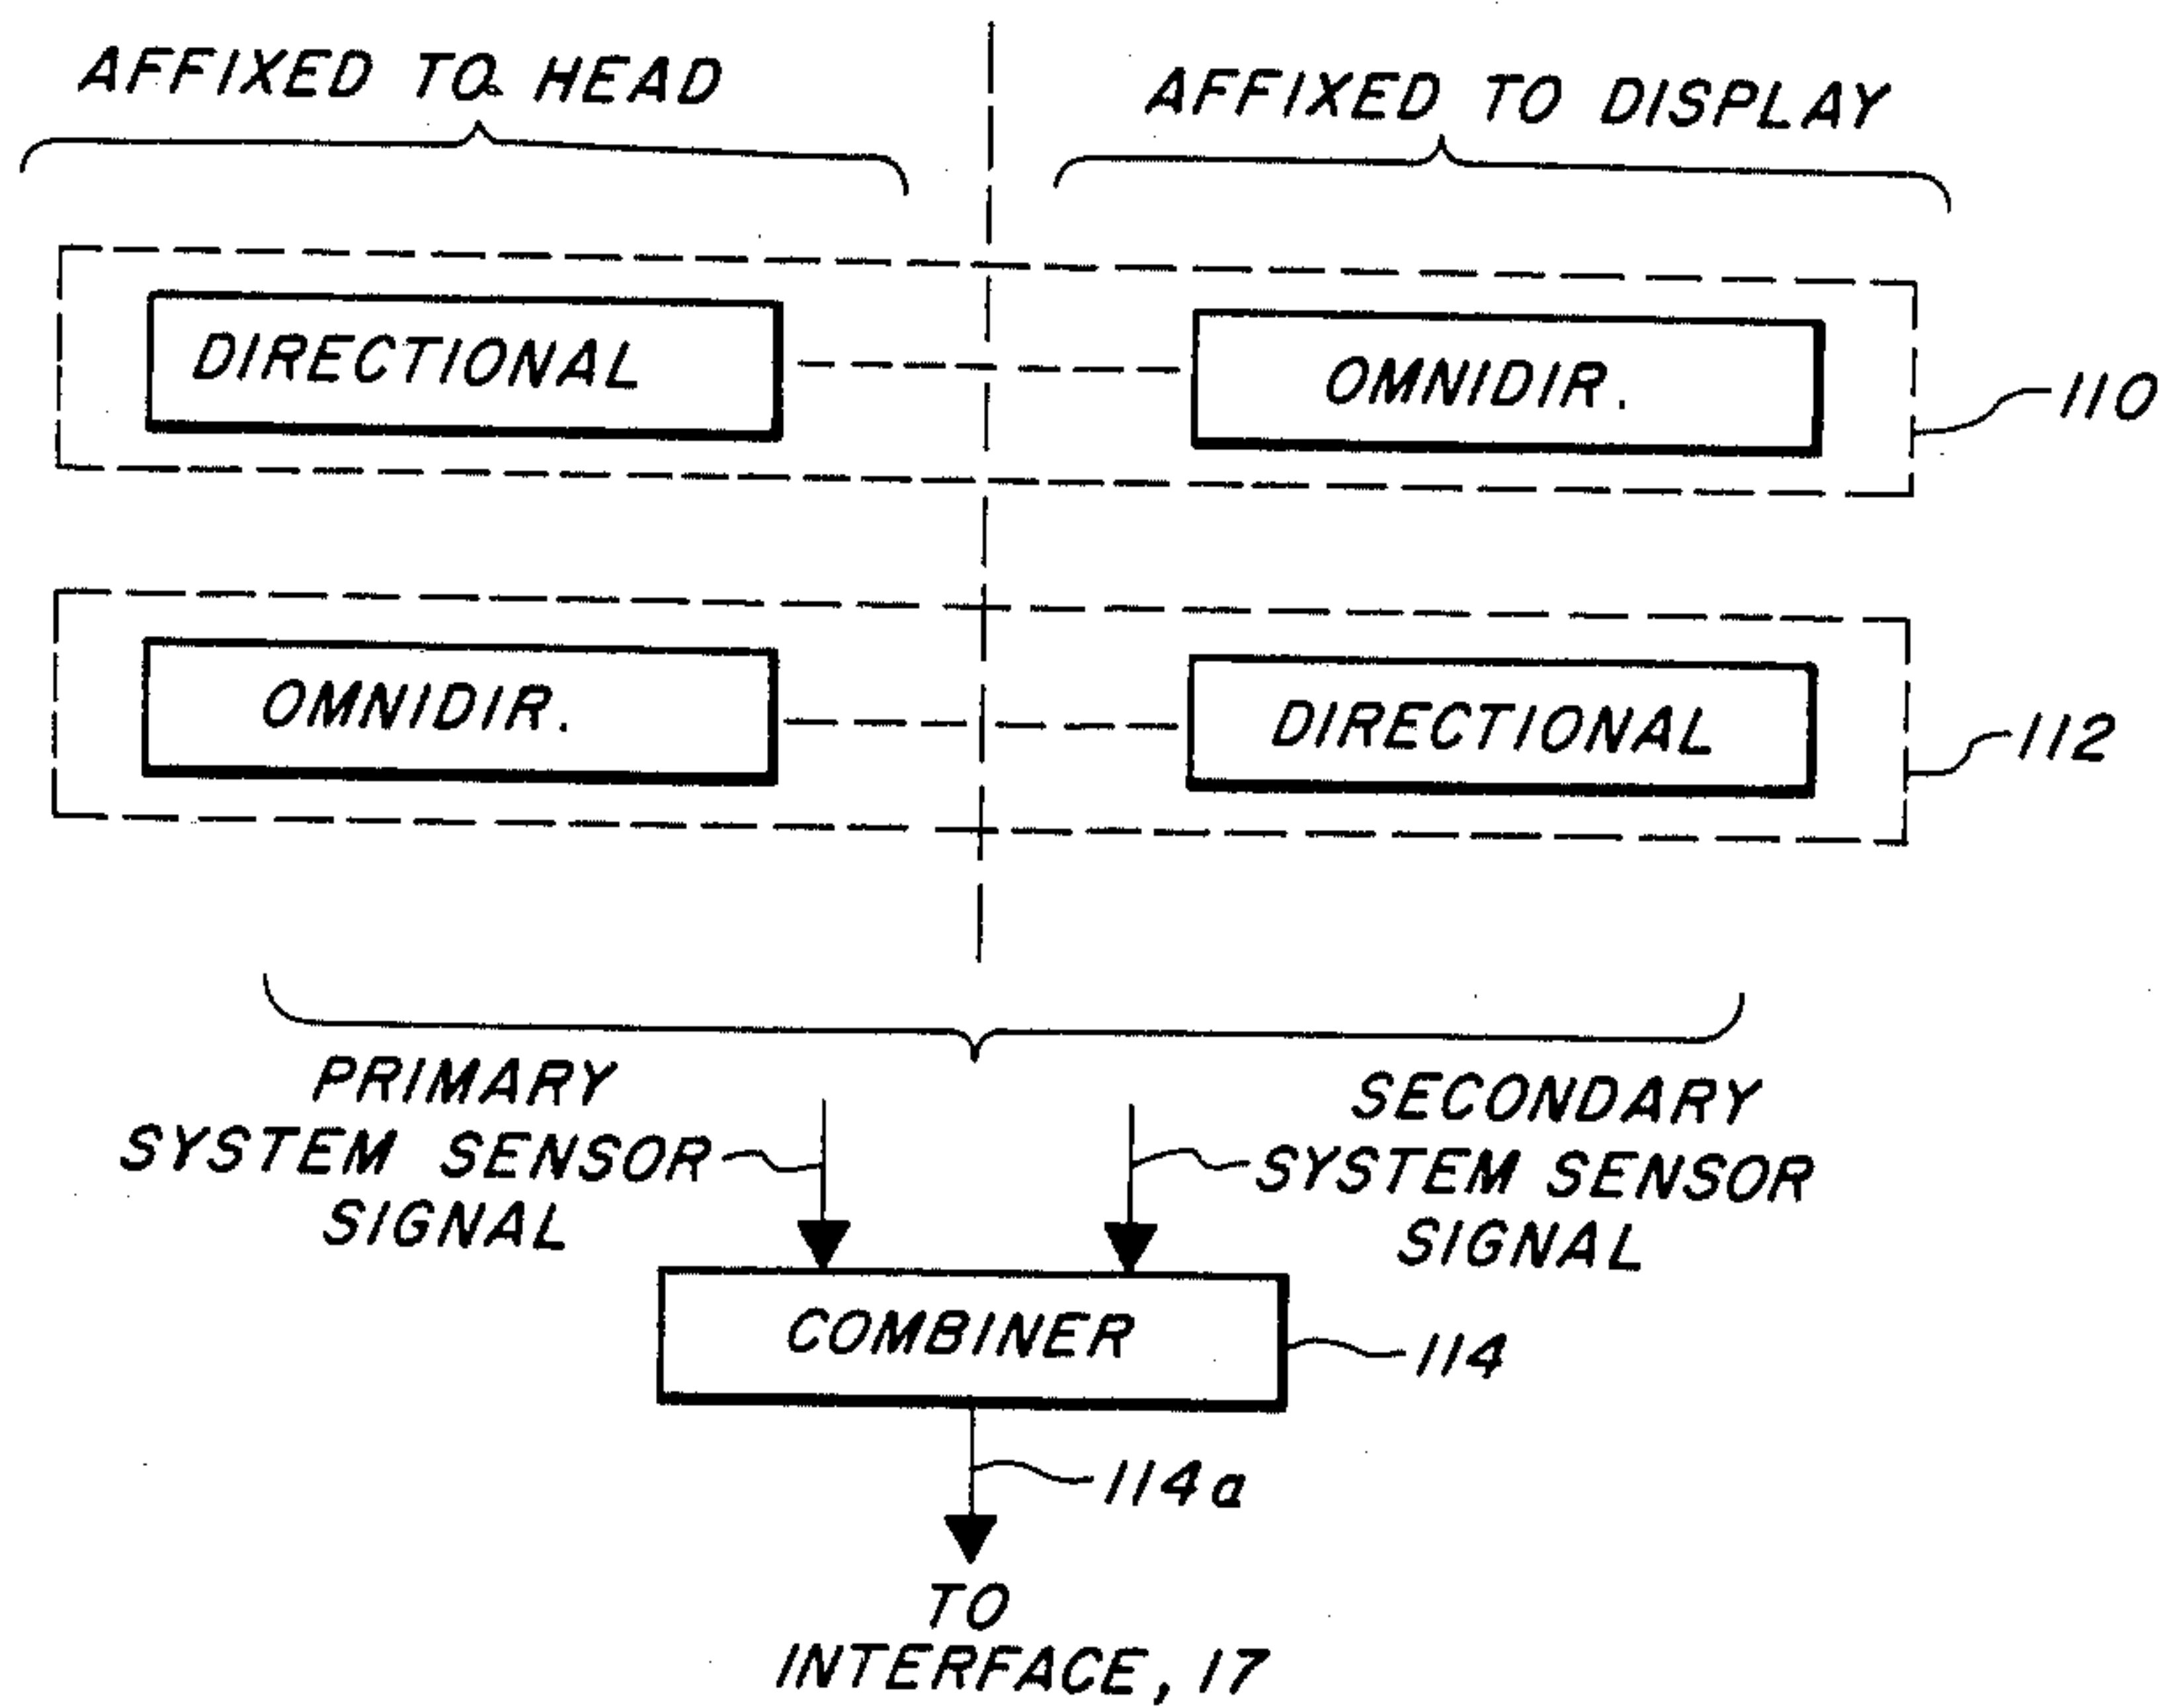 AFFIXED TO HEAD
AFFIXED TO DISPLAY
DIRECTIONAL
OMNIDIR.
110
OMNIDIR.
DIRECTIONAL
112
PRIMARY
SYSTEM SENSOR
SIGNAL
SECONDARY
SYSTEM SENSOR
SIGNAL
COMBINER
114
114a
TO
INTERFACE, 17